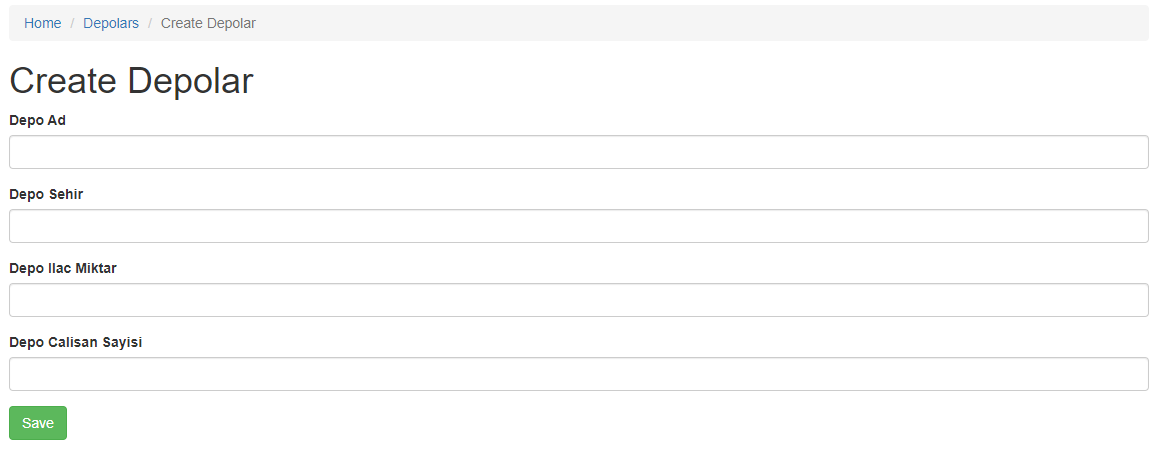 Home / Depolars / Create Depolar
Create Depolar
Depo Ad
Depo Sehir
Depo Ilac Miktar
Depo Calisan Sayisi
Save